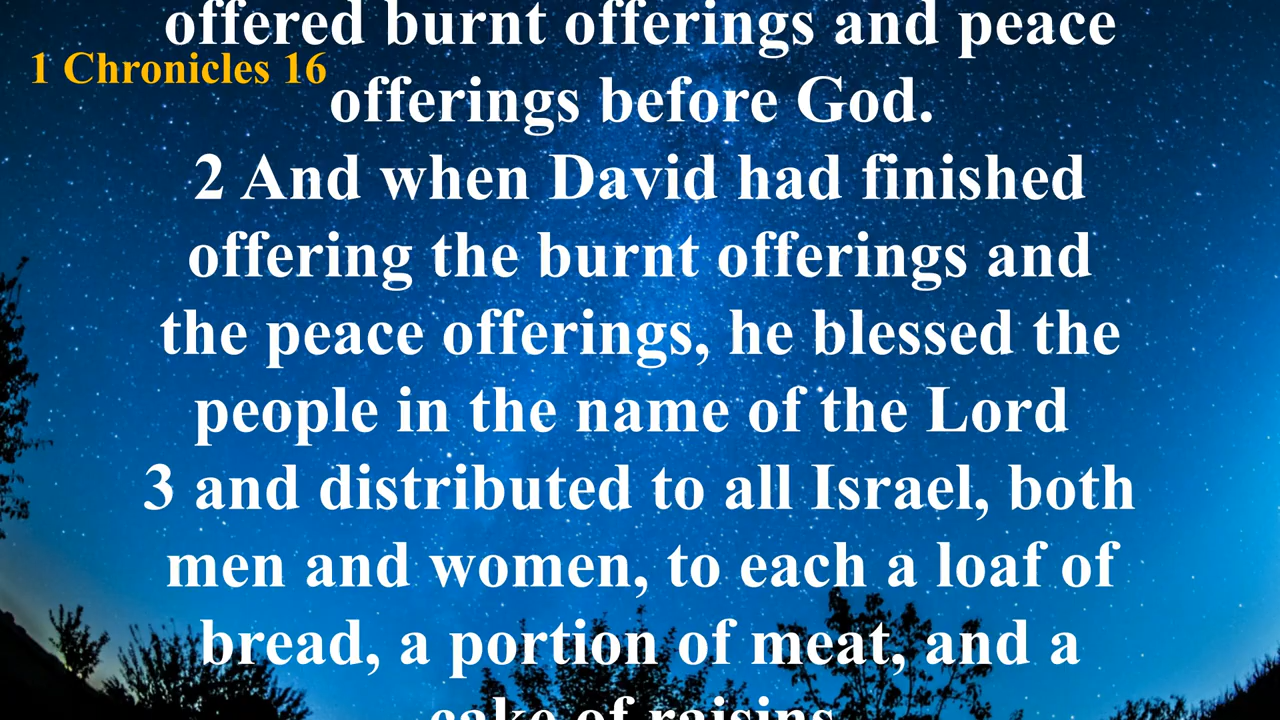 offered burnt offerings and peace
1 Chronicles 16
offerings before God.
2 And when David had finished
offering the burnt offerings and
the peace offerings, he blessed the
people in the name of the Lord
3 and distributed to all Israel, both
men and women, to each a loaf of
bread, a portion of meat, and a
cake of raisins.